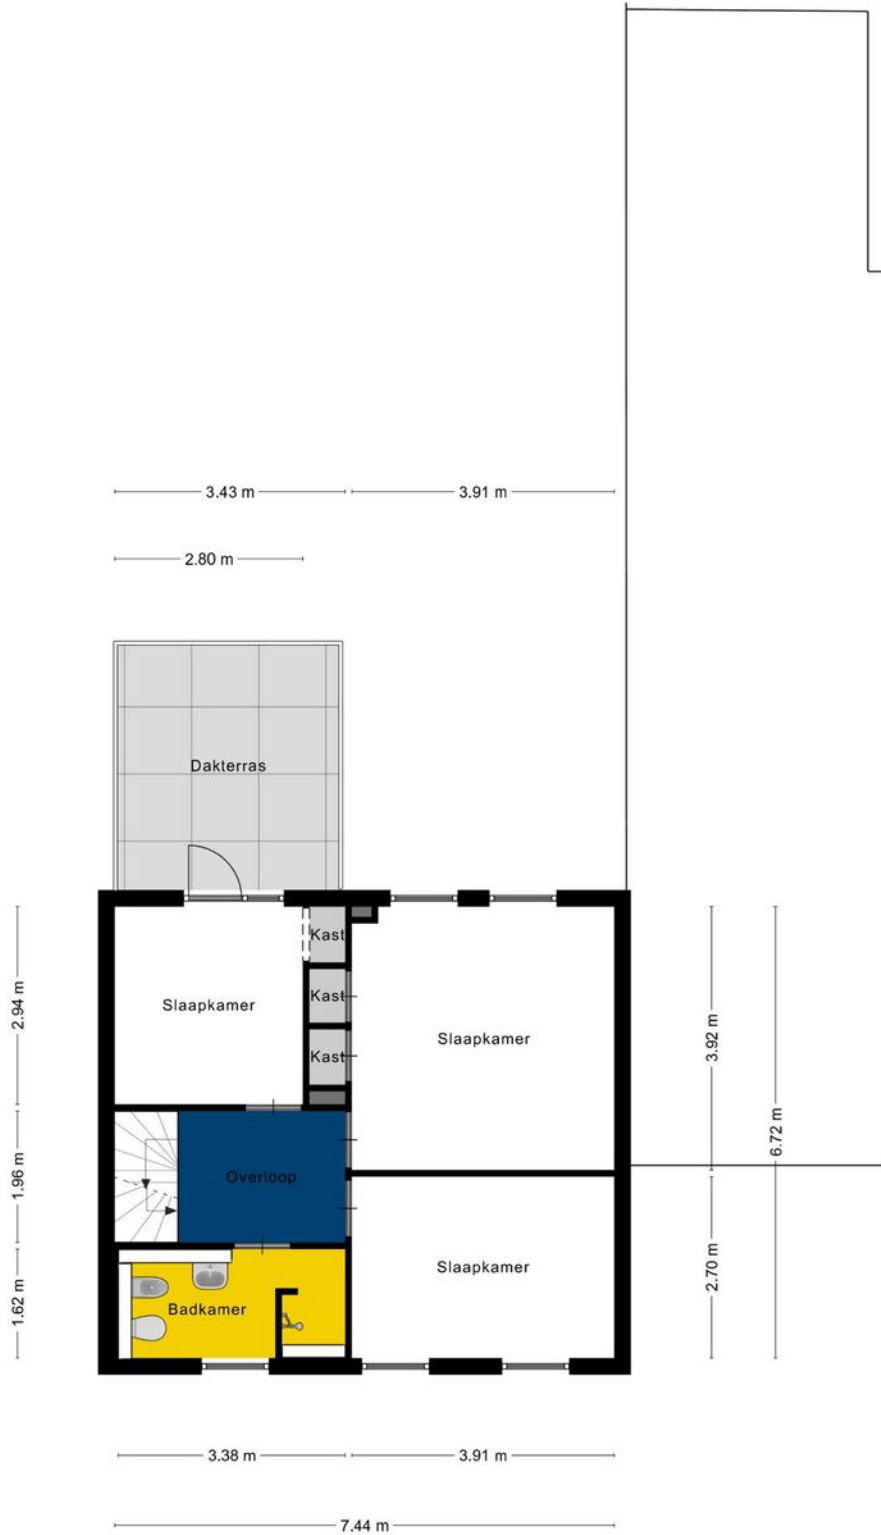 3.43 m
3.91 m
2.80 m
Dakterras
Kast
Kast
Kast
Slaapkamer
Slaapkamer
2.94 m
3.92 m
6.72 m
1.96 m
Overloop
Slaapkamer
2.70 m
1.62 m
Badkamer
3.38 m
3.91 m
7.44 m